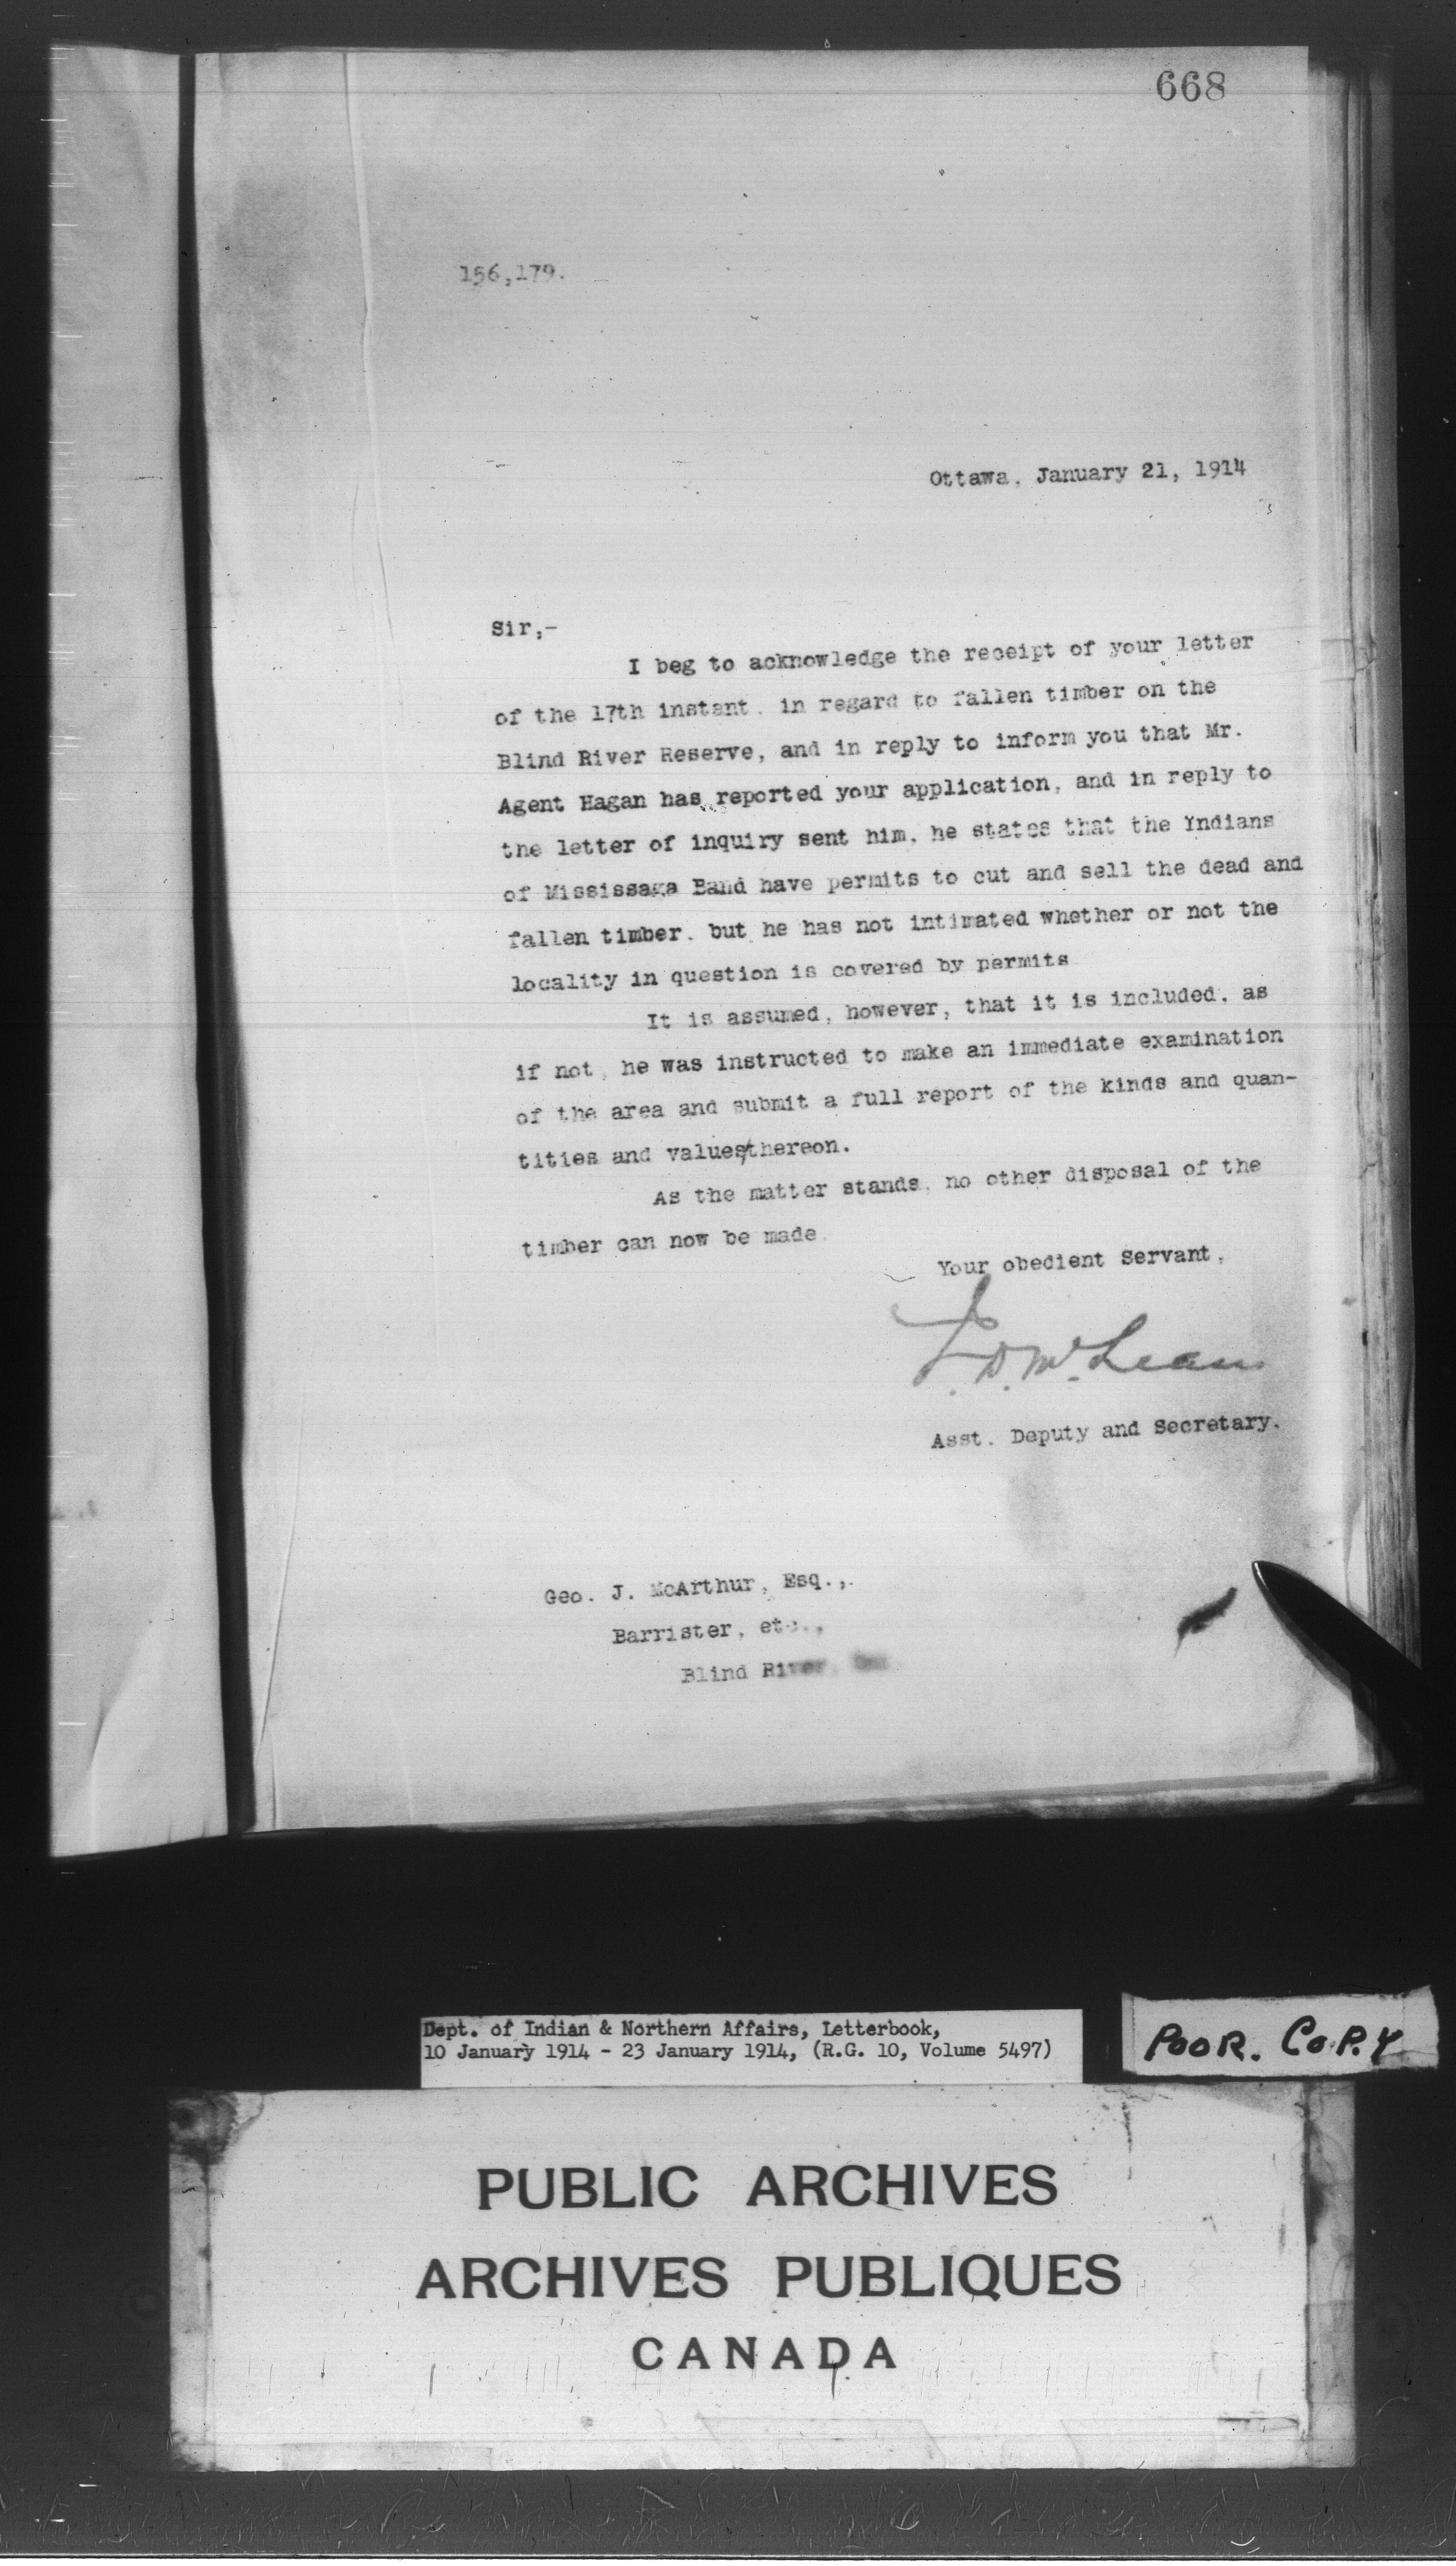 668
156,179.
Ottawa, January 21, 1914
Sir,-
I beg to acknowledge the receipt of your letter
of the 17th instant, in regard to fallen timber on the
Blind River Reserve, and in reply to inform you that Mr.
Agent Hagan has reported your application, and in reply to
the letter of inquiry sent him, he states that the Indians
of Mississaga Band have permits to cut and sell the dead and
fallen timber, but he has not intimated whether or not the
locality in question is covered by permits
It is assumed, however, that it is included, as
if not, he was instructed to make an immediate examination
of the area and submit a full report of the kinds and quan-
tities and values/thereon.
As the matter stands, no other disposal of the
timber can now be made.
Your obedient Servant,
J. D. McLean
Asst. Deputy and Secretary.
Geo. J. McArthur, Esq.,
Barrister, etc.,
Blind River, Ont.
Dept. of Indian & Northern Affairs, Letterbook,
10 January 1914 - 23 January 1914, (R.G. 10, Volume 5497)
POOR. COPY
PUBLIC ARCHIVES
ARCHIVES PUBLIQUES
CANADA